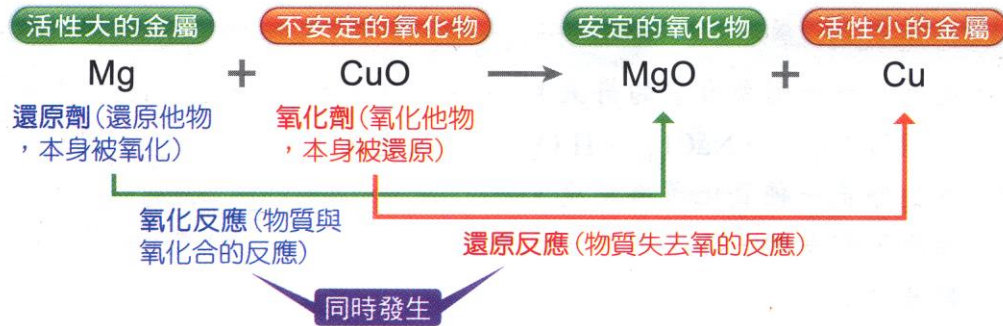 活性大的金屬 不安定的氧化物 安定的氧化物 活性小的金屬
Mg + CuO → MgO + Cu
還原劑(還原他物
,本身被氧化)
氧化劑(氧化他物
,本身被還原)
氧化反應(物質與
氧化合的反應)
還原反應(物質失去氧的反應)
同時發生